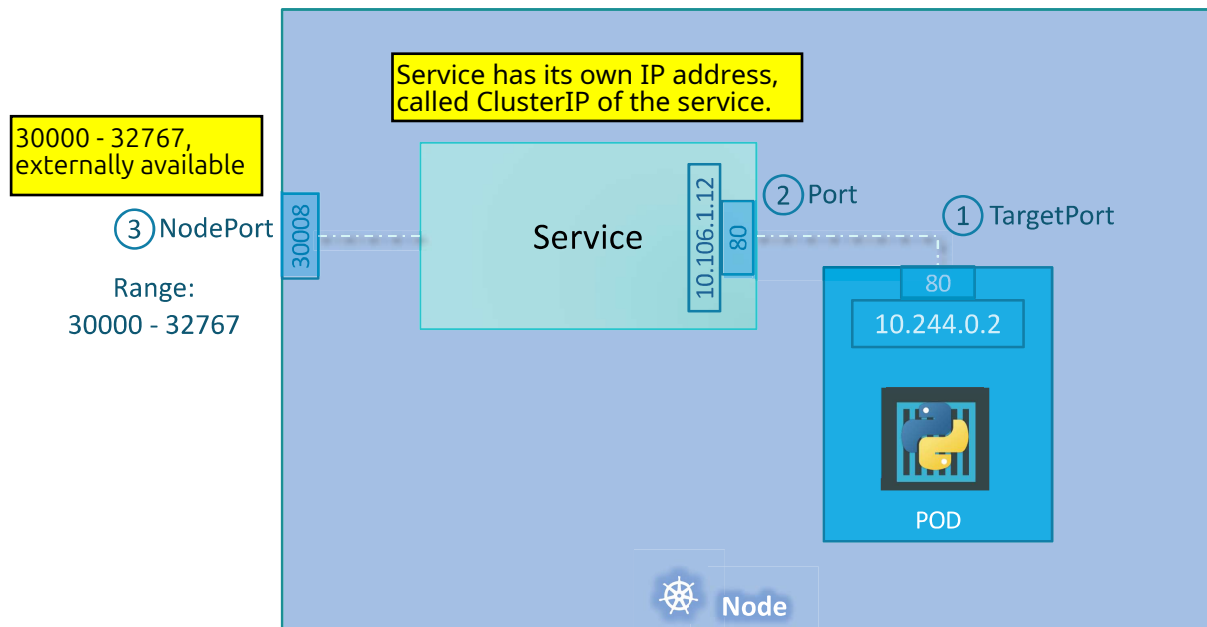 Service has its own IP address,
called ClusterIP of the service.
30000 - 32767,
externally available
3 NodePort
Range:
30000 - 32767
30008
Service
10.106.1.12
80
2 Port
1 TargetPort
80
10.244.0.2
POD
Node